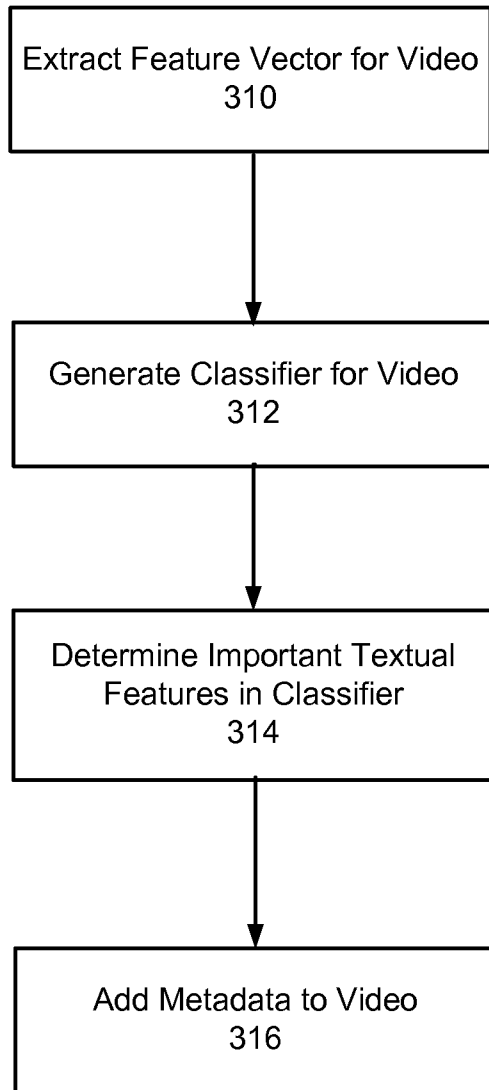 Extract Feature Vector for Video
310
Generate Classifier for Video
312
Determine Important Textual
Features in Classifier
314
Add Metadata to Video
316